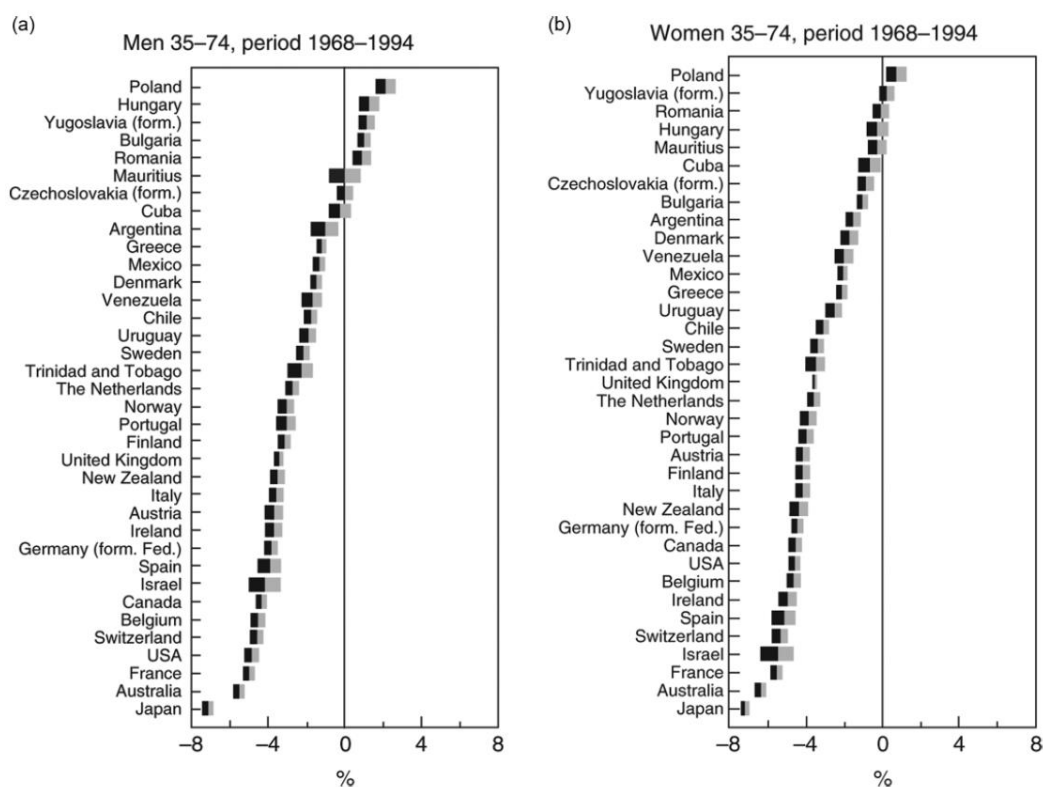 (a)
Men 35–74, period 1968–1994
Poland
Hungary
Yugoslavia (form.)
Bulgaria
Romania
Mauritius
Czechoslovakia (form.)
Cuba
Argentina
Greece
Mexico
Denmark
Venezuela
Chile
Uruguay
Sweden
Trinidad and Tobago
The Netherlands
Norway
Portugal
Finland
United Kingdom
New Zealand
Italy
Austria
Ireland
Germany (form. Fed.)
Spain
Israel
Canada
Belgium
Switzerland
USA
France
Australia
Japan
–8 –4 0 4 8
%
(b)
Women 35–74, period 1968–1994
Poland
Yugoslavia (form.)
Romania
Hungary
Mauritius
Cuba
Czechoslovakia (form.)
Bulgaria
Argentina
Denmark
Venezuela
Mexico
Greece
Uruguay
Chile
Sweden
Trinidad and Tobago
United Kingdom
The Netherlands
Norway
Portugal
Austria
Finland
Italy
New Zealand
Germany (form. Fed.)
Canada
USA
Belgium
Ireland
Spain
Switzerland
Israel
France
Australia
Japan
–8 –4 0 4 8
%